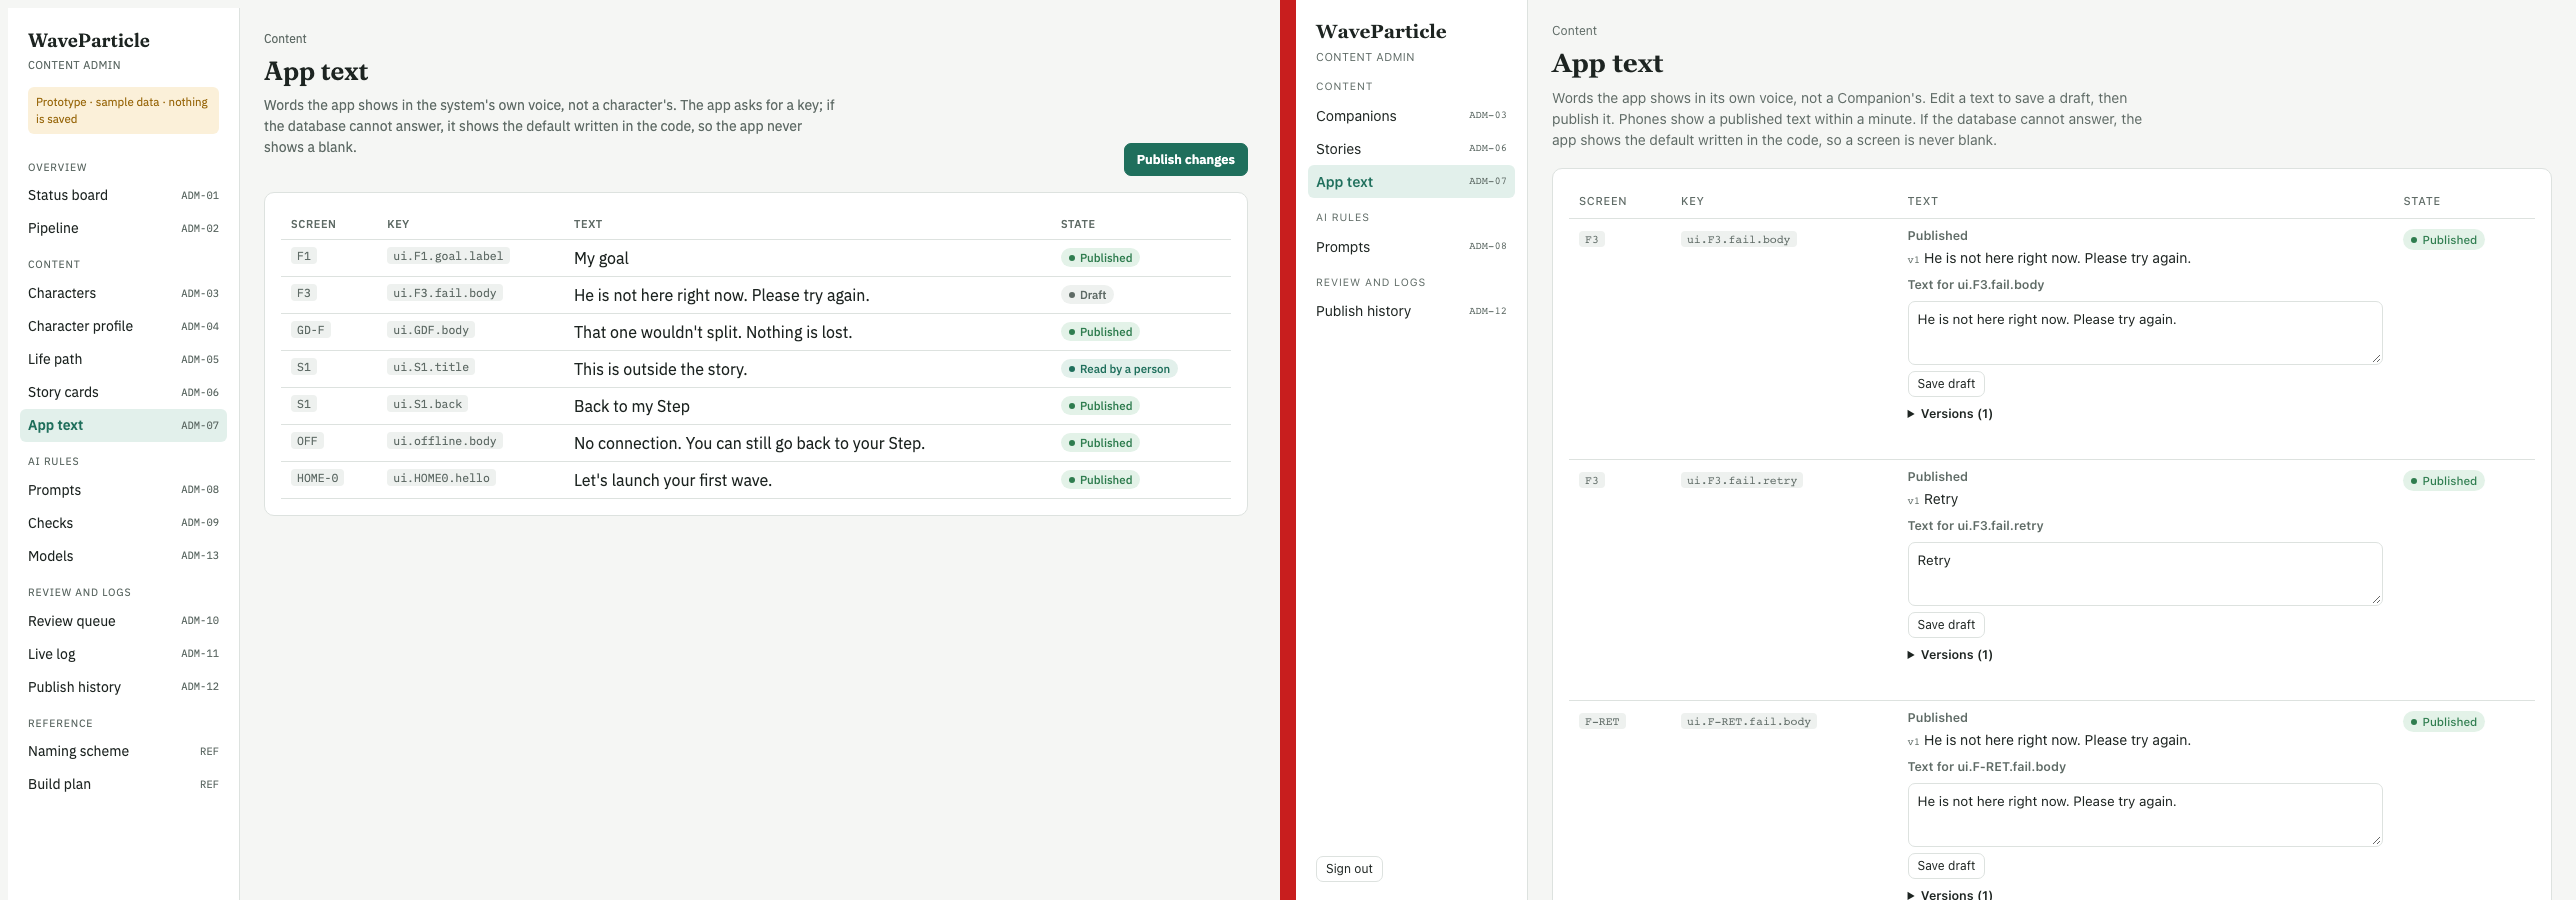 WaveParticle
CONTENT ADMIN
Prototype · sample data · nothing
is saved
OVERVIEW
Status board ADM-01
Pipeline ADM-02
CONTENT
Characters ADM-03
Character profile ADM-04
Life path ADM-05
Story cards ADM-06
App text ADM-07
AI RULES
Prompts ADM-08
Checks ADM-09
Models ADM-13
REVIEW AND LOGS
Review queue ADM-10
Live log ADM-11
Publish history ADM-12
REFERENCE
Naming scheme REF
Build plan REF
Content
App text
Words the app shows in the system's own voice, not a character's. The app asks for a key; if
the database cannot answer, it shows the default written in the code, so the app never
shows a blank.
Publish changes
SCREEN KEY TEXT STATE
F1 ui.F1.goal.label My goal Published
F3 ui.F3.fail.body He is not here right now. Please try again. Draft
GD-F ui.GDF.body That one wouldn't split. Nothing is lost. Published
S1 ui.S1.title This is outside the story. Read by a person
S1 ui.S1.back Back to my Step Published
OFF ui.offline.body No connection. You can still go back to your Step. Published
HOME-0 ui.HOME0.hello Let's launch your first wave. Published
WaveParticle
CONTENT ADMIN
CONTENT
Companions ADM-03
Stories ADM-06
App text ADM-07
AI RULES
Prompts ADM-08
REVIEW AND LOGS
Publish history ADM-12
Sign out
Content
App text
Words the app shows in its own voice, not a Companion's. Edit a text to save a draft, then
publish it. Phones show a published text within a minute. If the database cannot answer, the
app shows the default written in the code, so a screen is never blank.
SCREEN KEY TEXT STATE
F3 ui.F3.fail.body Published Published
v1 He is not here right now. Please try again.
Text for ui.F3.fail.body
He is not here right now. Please try again.
Save draft
Versions (1)
F3 ui.F3.fail.retry Published Published
v1 Retry
Text for ui.F3.fail.retry
Retry
Save draft
Versions (1)
F-RET ui.F-RET.fail.body Published Published
v1 He is not here right now. Please try again.
Text for ui.F-RET.fail.body
He is not here right now. Please try again.
Save draft
Versions (1)